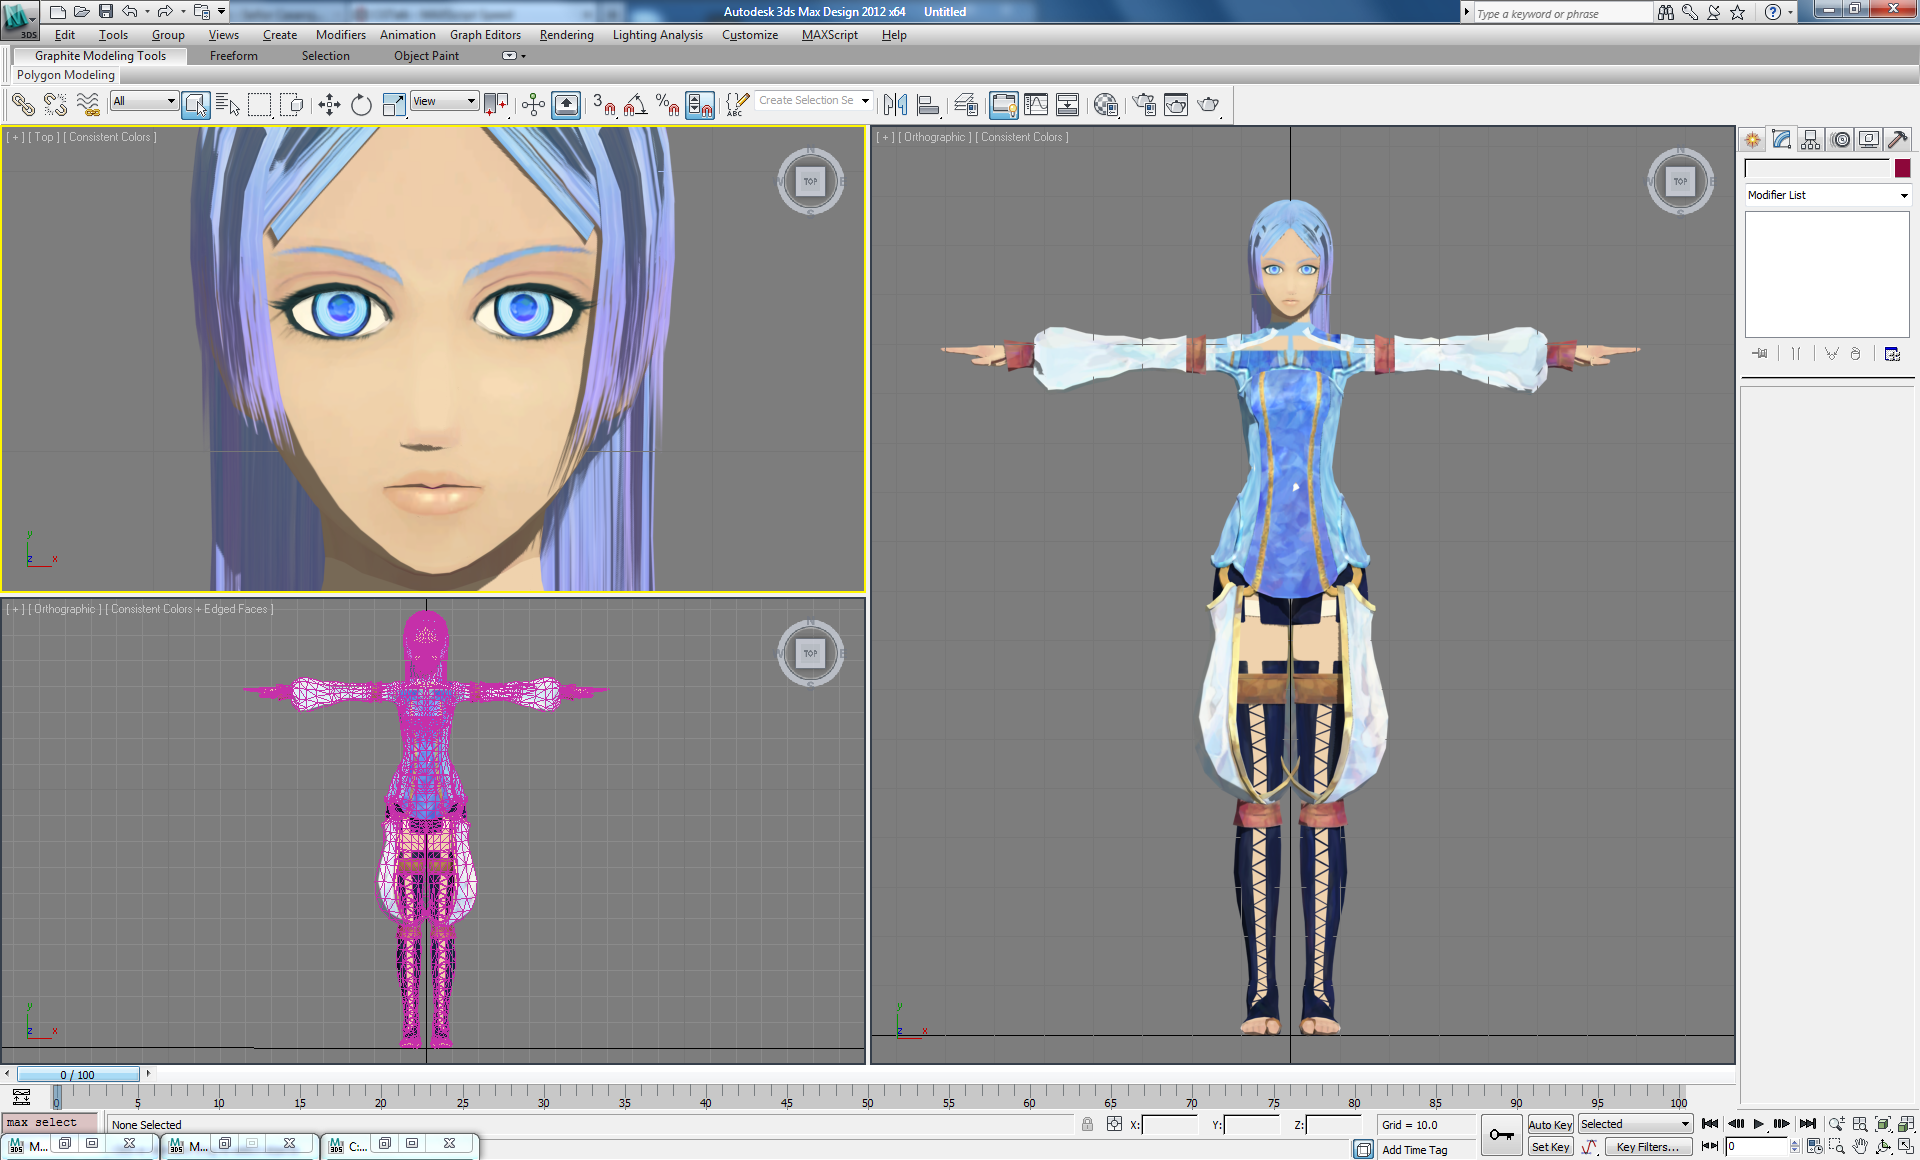 Autodesk 3ds Max Design 2012 x64 Untitled
Type a keyword or phrase
3DS
Edit Tools Group Views Create Modifiers Animation Graph Editors Rendering Lighting Analysis Customize MAXScript Help
Graphite Modeling Tools Freeform Selection Object Paint
Polygon Modeling
All View 3 % ABC Create Selection Se
[ + ] [ Top ] [ Consistent Colors ]
[ + ] [ Orthographic ] [ Consistent Colors ]
TOP
TOP
Modifier List
y
z x
[ + ] [ Orthographic ] [ Consistent Colors + Edged Faces ]
TOP
y
z x
y
z x
0 / 100
0 5 10 15 20 25 30 35 40 45 50 55 60 65 70 75 80 85 90 95 100
max select
None Selected
X: Y: Z: Grid = 10.0
Auto Key Selected
M... M... C:...
Add Time Tag
Set Key Key Filters... 0